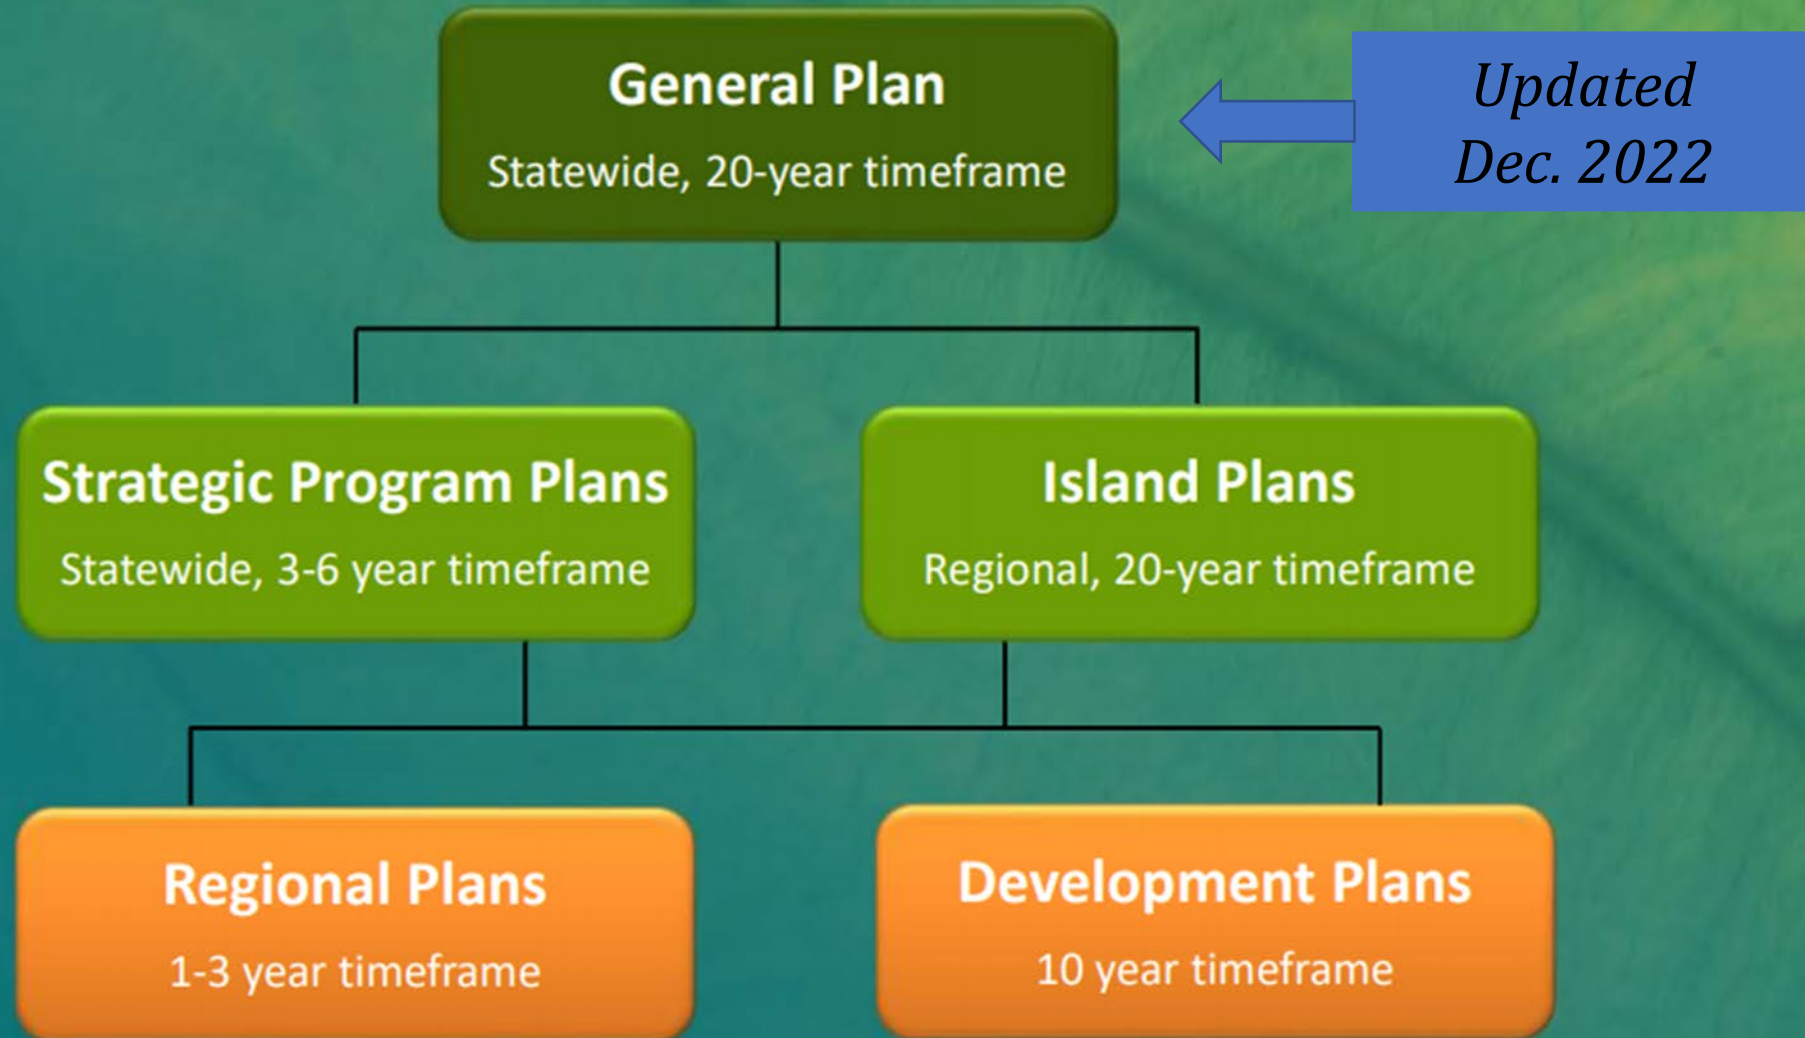 General Plan
Statewide, 20-year timeframe
Updated
Dec. 2022
Strategic Program Plans
Statewide, 3-6 year timeframe
Island Plans
Regional, 20-year timeframe
Regional Plans
1-3 year timeframe
Development Plans
10 year timeframe